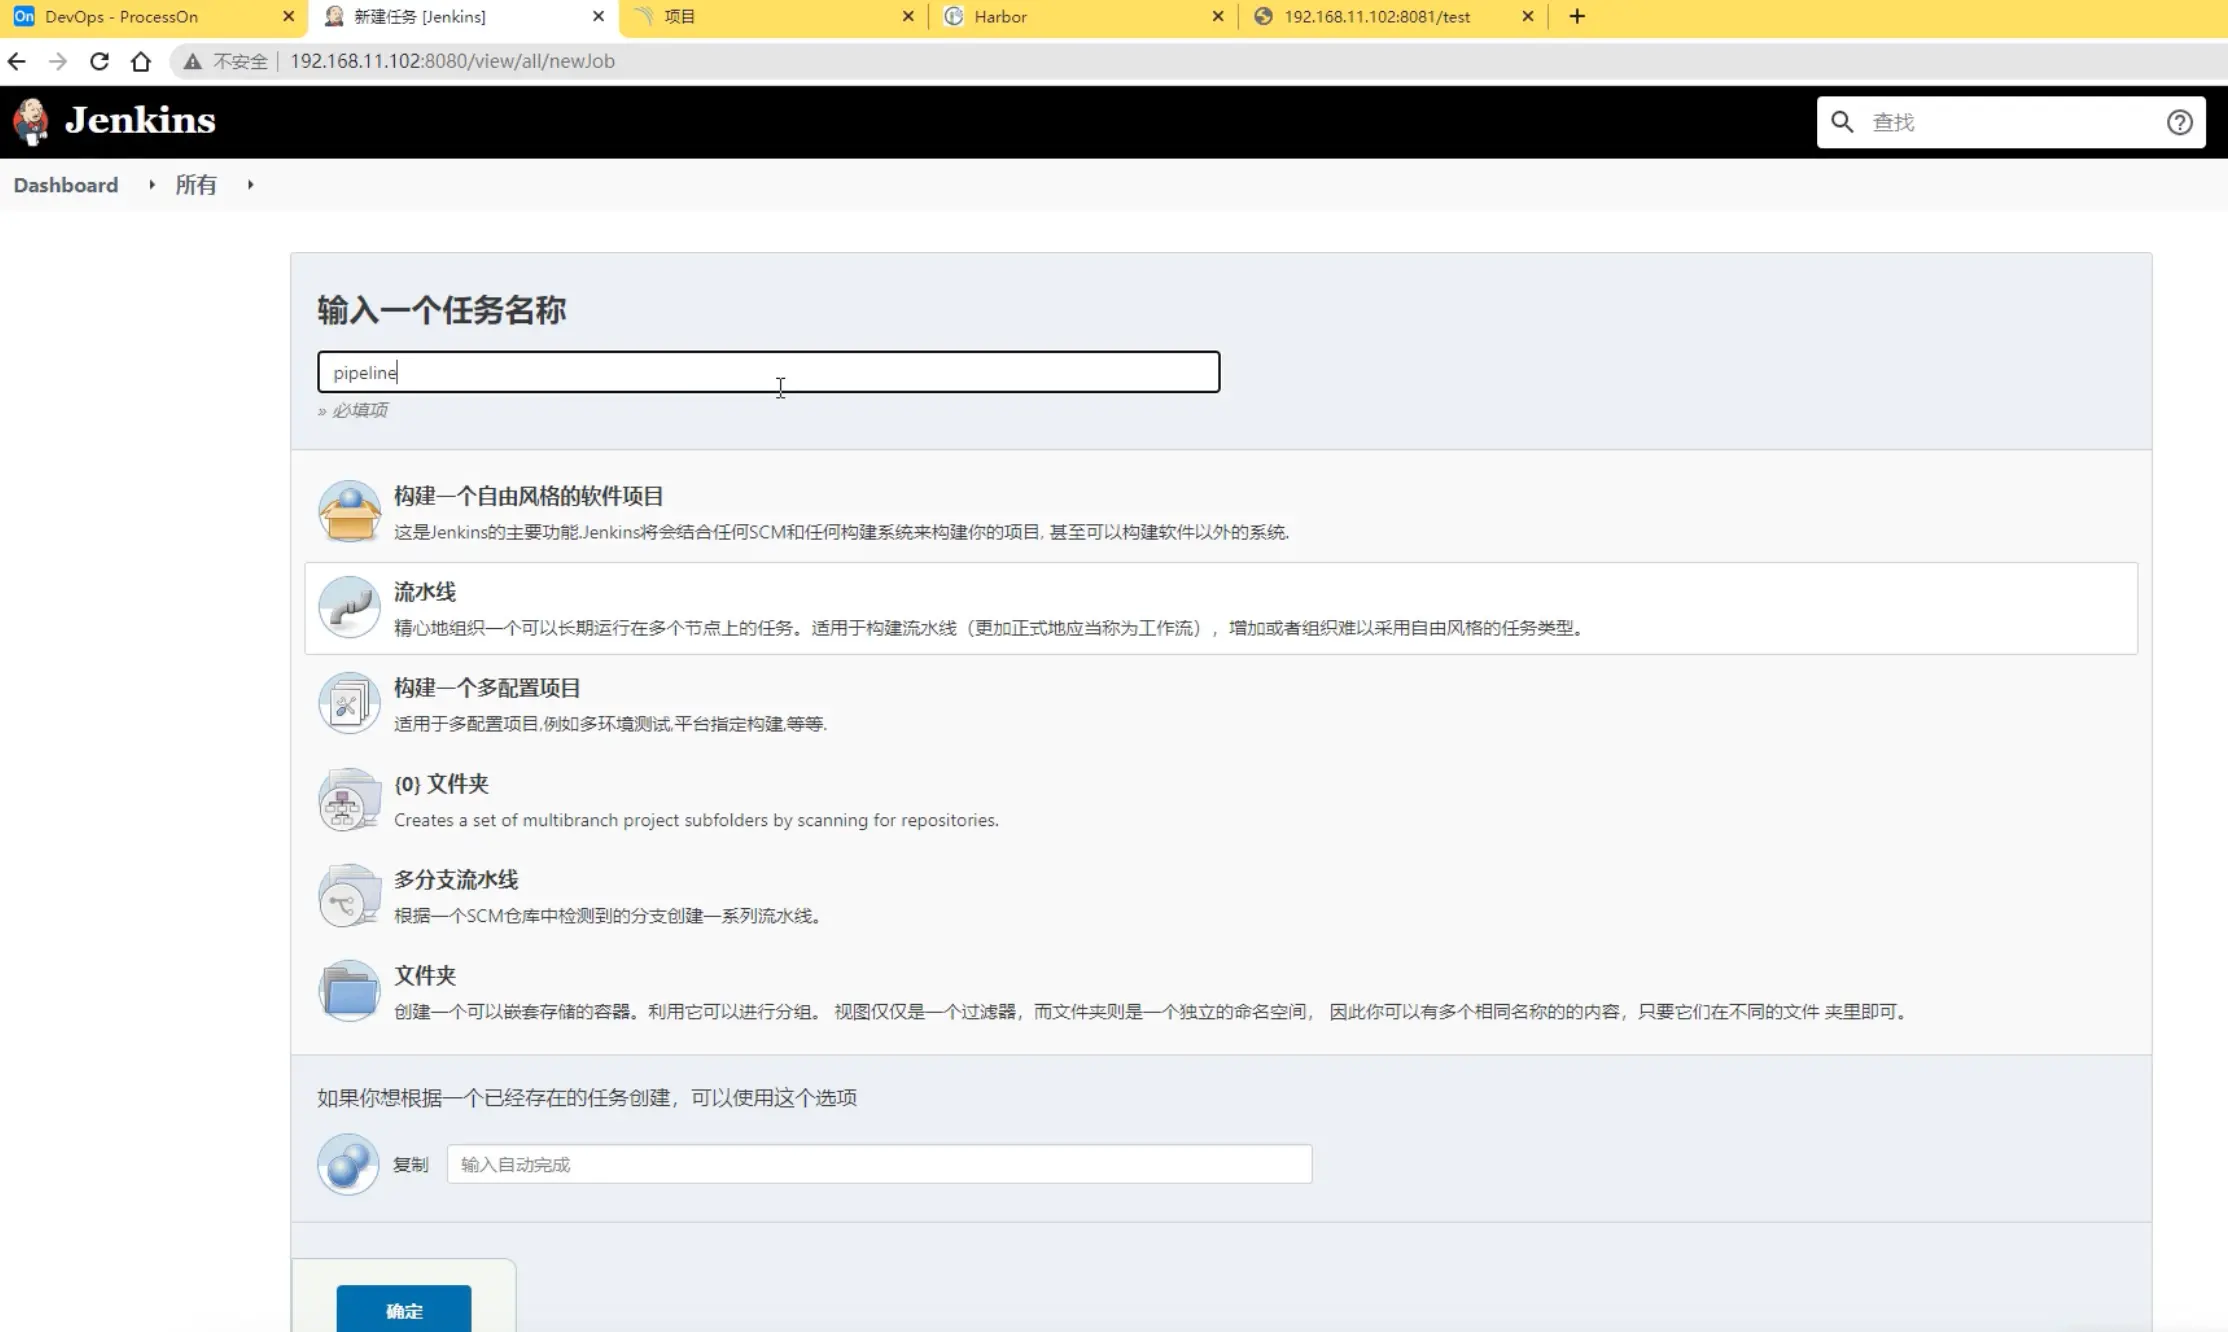 DevOps - ProcessOn
新建任务 [Jenkins]
项目
Harbor
192.168.11.102:8081/test
不安全
192.168.11.102:8080/view/all/newJob
Jenkins
查找
Dashboard
所有
输入一个任务名称
pipeline
» 必填项
构建一个自由风格的软件项目
这是Jenkins的主要功能.Jenkins将会结合任何SCM和任何构建系统来构建你的项目, 甚至可以构建软件以外的系统.
流水线
精心地组织一个可以长期运行在多个节点上的任务。适用于构建流水线（更加正式地应当称为工作流），增加或者组织难以采用自由风格的任务类型。
构建一个多配置项目
适用于多配置项目,例如多环境测试,平台指定构建,等等.
{0} 文件夹
Creates a set of multibranch project subfolders by scanning for repositories.
多分支流水线
根据一个SCM仓库中检测到的分支创建一系列流水线。
文件夹
创建一个可以嵌套存储的容器。利用它可以进行分组。 视图仅仅是一个过滤器，而文件夹则是一个独立的命名空间， 因此你可以有多个相同名称的的内容，只要它们在不同的文件 夹里即可。
如果你想根据一个已经存在的任务创建，可以使用这个选项
复制
输入自动完成
确定